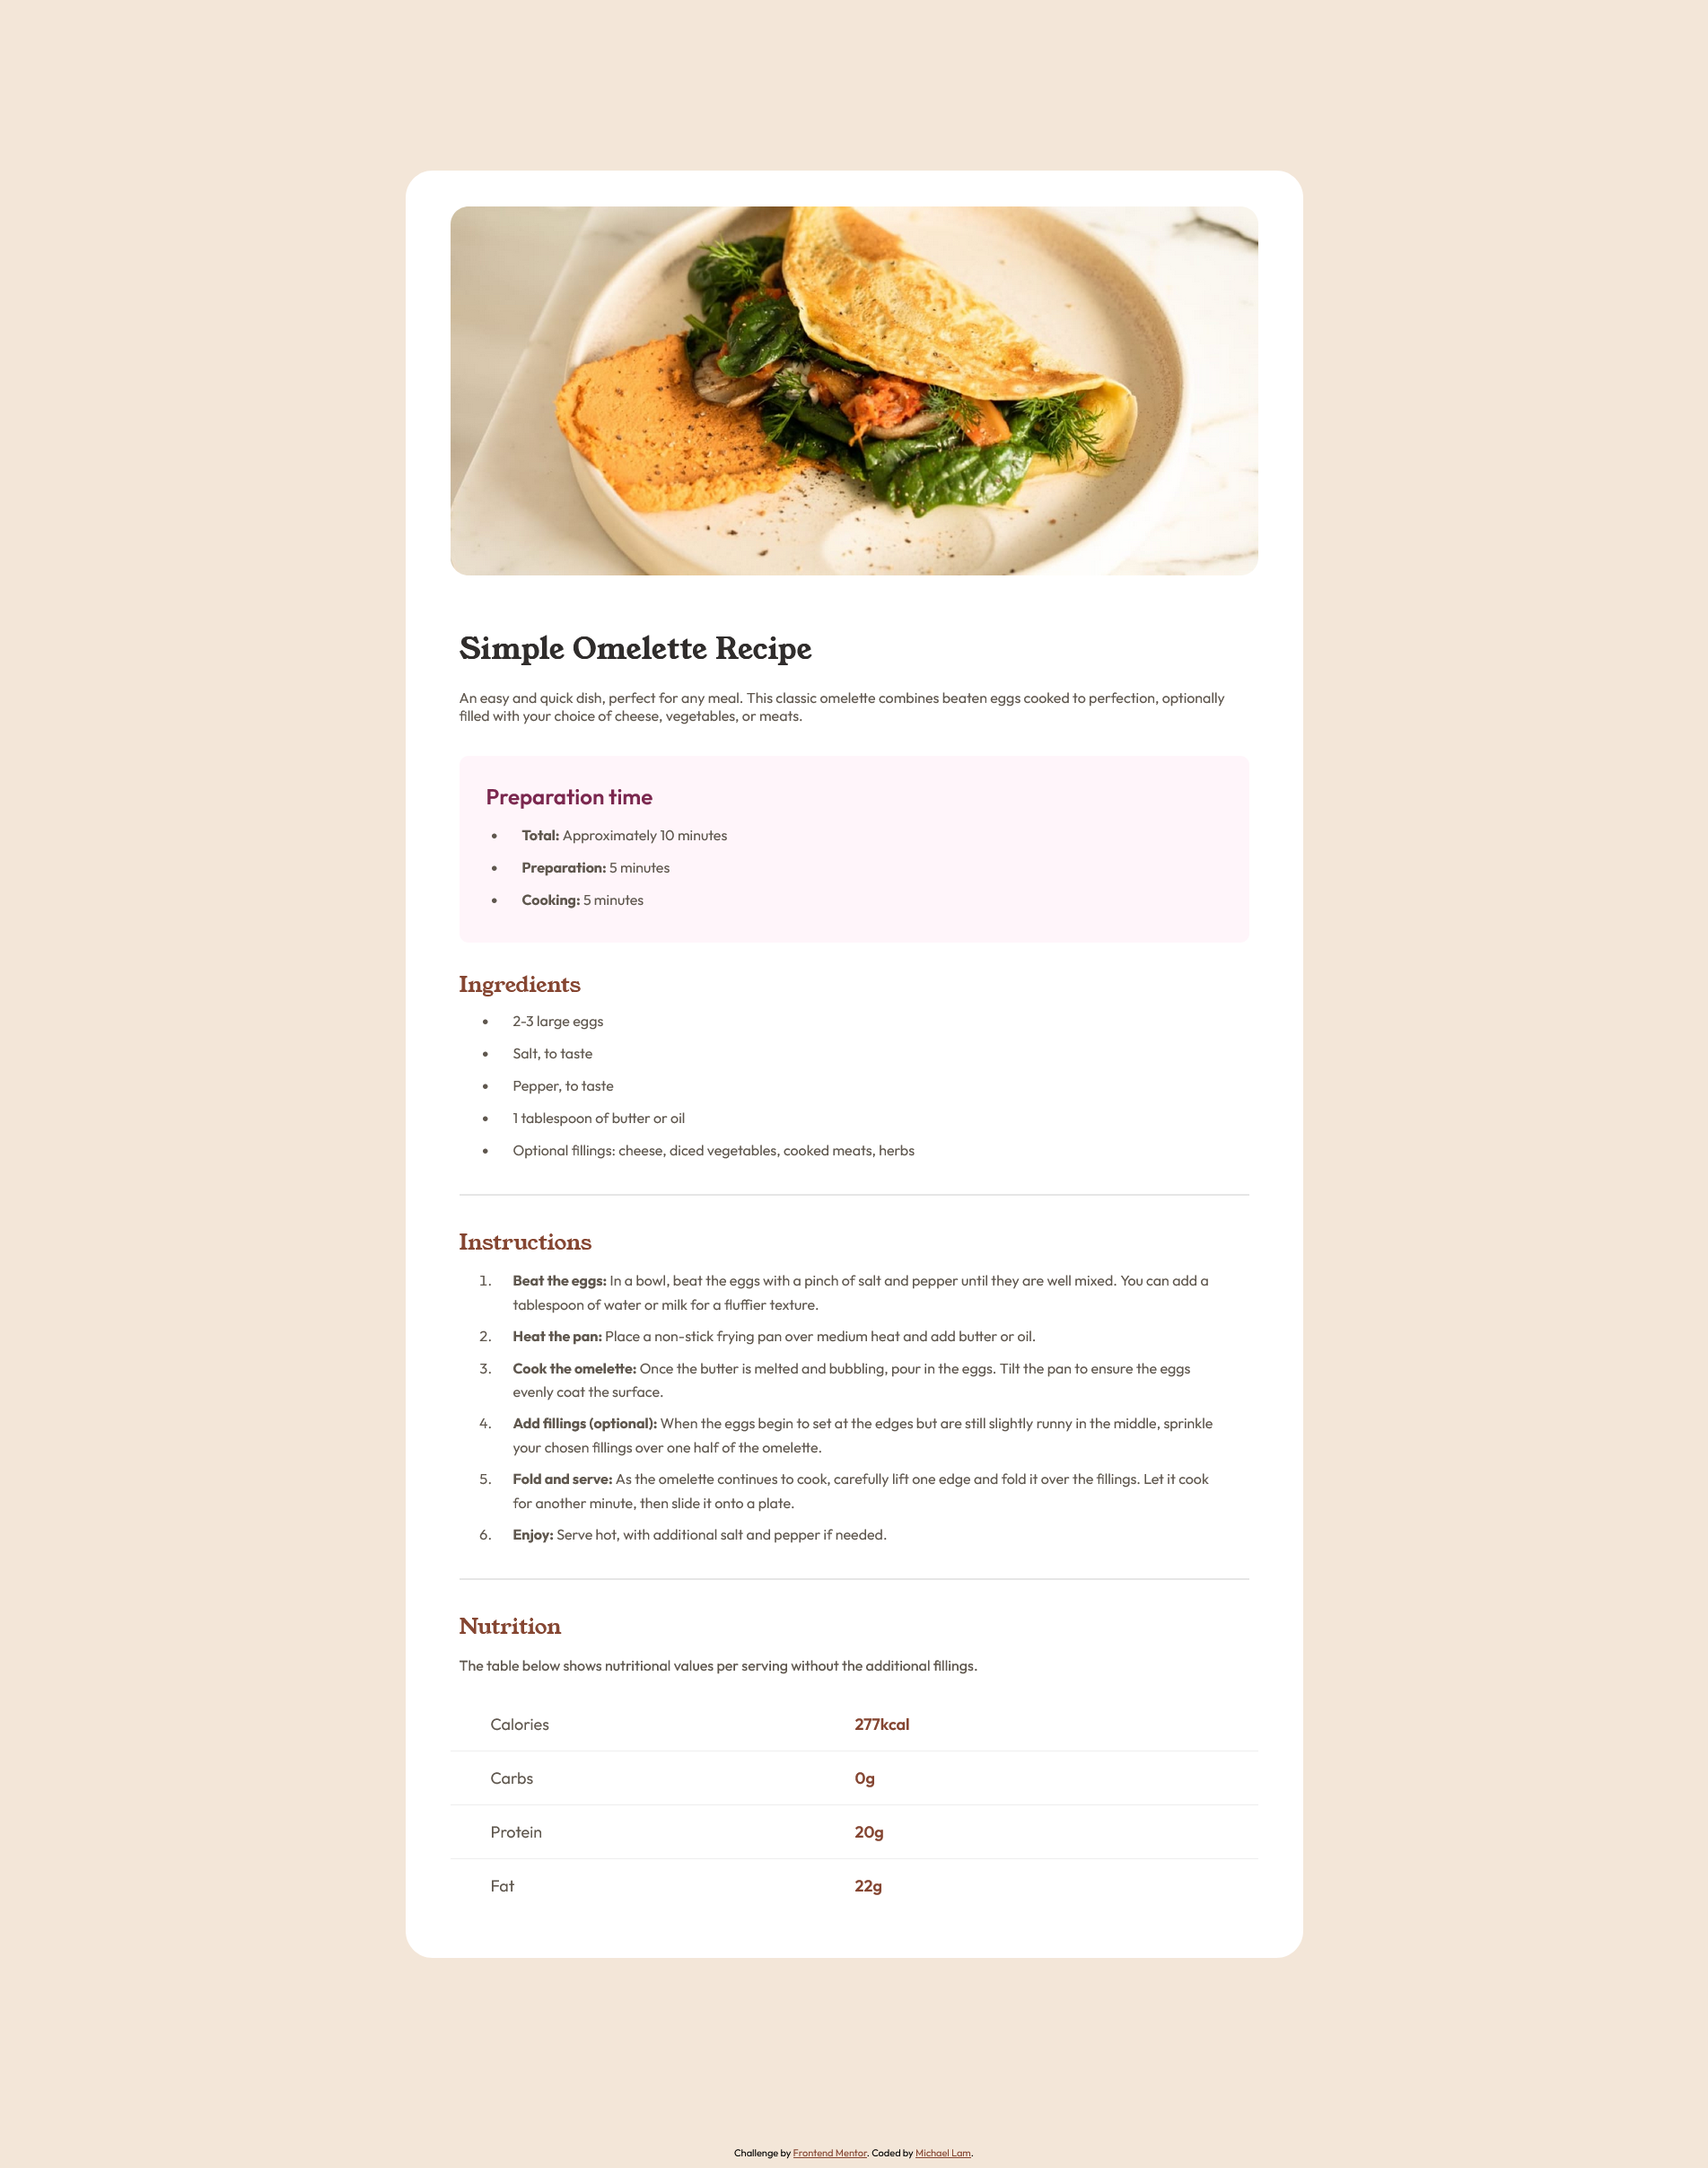 Simple Omelette Recipe
An easy and quick dish, perfect for any meal. This classic omelette combines beaten eggs cooked to perfection, optionally
filled with your choice of cheese, vegetables, or meats.
Preparation time
• Total: Approximately 10 minutes
• Preparation: 5 minutes
• Cooking: 5 minutes
Ingredients
• 2-3 large eggs
• Salt, to taste
• Pepper, to taste
• 1 tablespoon of butter or oil
• Optional fillings: cheese, diced vegetables, cooked meats, herbs
Instructions
1. Beat the eggs: In a bowl, beat the eggs with a pinch of salt and pepper until they are well mixed. You can add a
tablespoon of water or milk for a fluffier texture.
2. Heat the pan: Place a non-stick frying pan over medium heat and add butter or oil.
3. Cook the omelette: Once the butter is melted and bubbling, pour in the eggs. Tilt the pan to ensure the eggs
evenly coat the surface.
4. Add fillings (optional): When the eggs begin to set at the edges but are still slightly runny in the middle, sprinkle
your chosen fillings over one half of the omelette.
5. Fold and serve: As the omelette continues to cook, carefully lift one edge and fold it over the fillings. Let it cook
for another minute, then slide it onto a plate.
6. Enjoy: Serve hot, with additional salt and pepper if needed.
Nutrition
The table below shows nutritional values per serving without the additional fillings.
Calories 277kcal
Carbs 0g
Protein 20g
Fat 22g
Challenge by Frontend Mentor. Coded by Michael Lam.